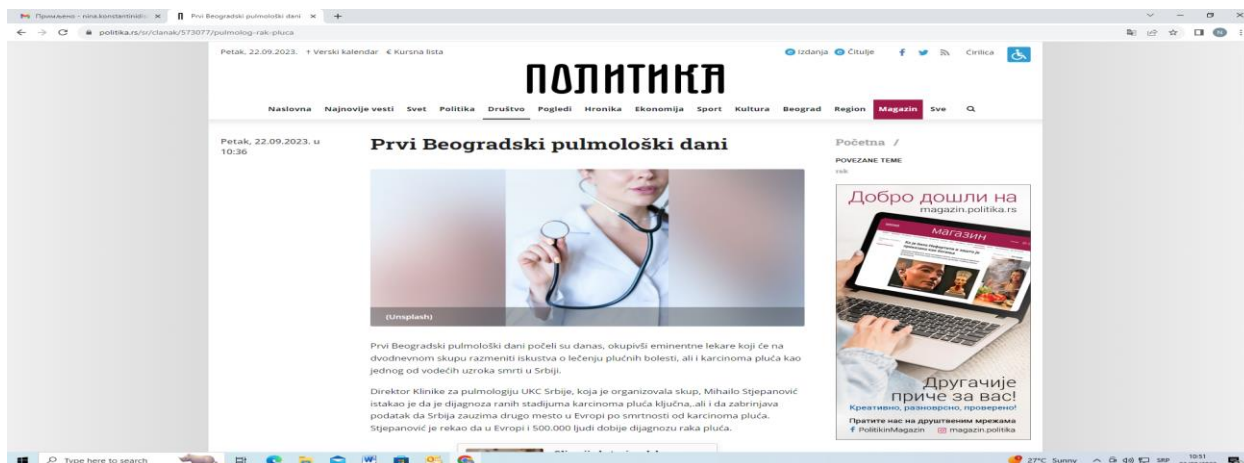 Примљено - nina.konstantinidi
Prvi Beogradski pulmološki dani
politika.rs/sr/clanak/573077/pulmolog-rak-pluca
Petak, 22.09.2023. † Verski kalendar € Kursna lista
Izdanja Čitulje Ćirilica
ПОЛИТИКА
Naslovna Najnovije vesti Svet Politika Društvo Pogledi Hronika Ekonomija Sport Kultura Beograd Region Magazin Sve
Petak, 22.09.2023. u
10:36
Prvi Beogradski pulmološki dani
(Unsplash)
Prvi Beogradski pulmološki dani počeli su danas, okupivši eminentne lekare koji će na
dvodnevnom skupu razmeniti iskustva o lečenju plućnih bolesti, ali i karcinoma pluća kao
jednog od vodećih uzroka smrti u Srbiji.
Direktor Klinike za pulmologiju UKC Srbije, koja je organizovala skup, Mihailo Stjepanović
istakao je da je dijagnoza ranih stadijuma karcinoma pluća ključna,.ali i da zabrinjava
podatak da Srbija zauzima drugo mesto u Evropi po smrtnosti od karcinoma pluća.
Stjepanović je rekao da u Evropi i 500.000 ljudi dobije dijagnozu raka pluća.
Početna /
POVEZANE TEME
rak
Добро дошли на
magazin.politika.rs
магазин
Другачије
приче за вас!
Креативно, разноврсно, проверено!
Пратите нас на друштвеним мрежама
PolitikinMagazin magazin.politika
Type here to search
27°C Sunny
SRP
10:51